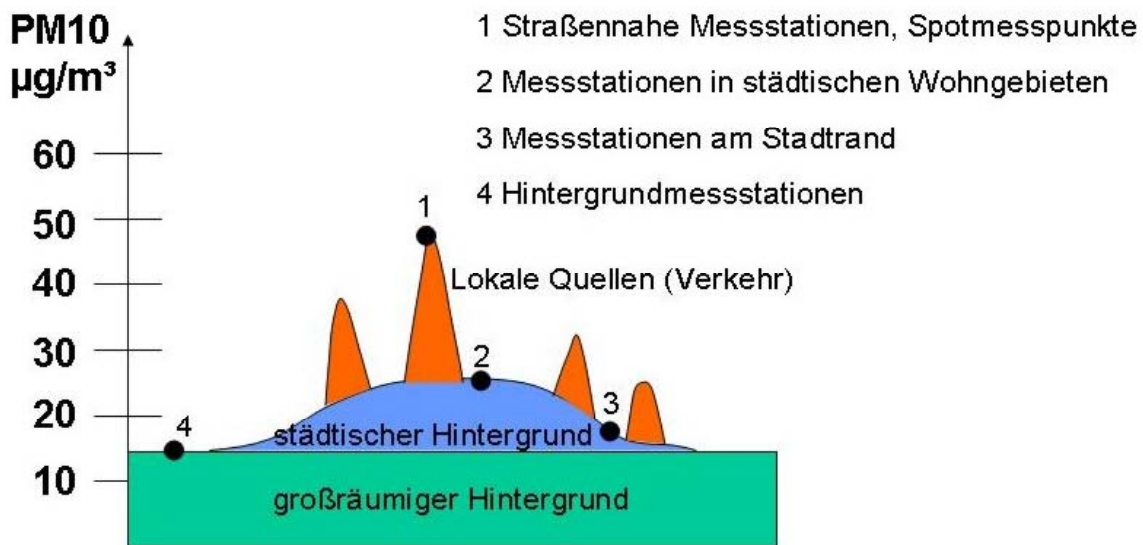 PM10
µg/m³
60
50
40
30
20
10
1 Straßennahe Messstationen, Spotmesspunkte
2 Messstationen in städtischen Wohngebieten
3 Messstationen am Stadtrand
4 Hintergrundmessstationen
1
Lokale Quellen (Verkehr)
2
3
4
städtischer Hintergrund
großräumiger Hintergrund